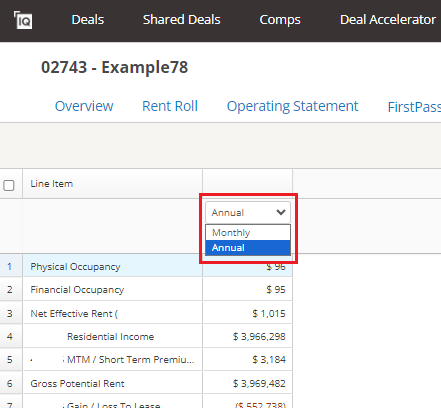 IQ
Deals Shared Deals Comps Deal Accelerator
02743 - Example78
Overview Rent Roll Operating Statement FirstPass
Line Item
Annual
Monthly
Annual
1 Physical Occupancy $ 96
2 Financial Occupancy $ 95
3 Net Effective Rent ( $ 1,015
4 Residential Income $ 3,966,298
5 MTM / Short Term Premiu... $ 3,184
6 Gross Potential Rent $ 3,969,482
7 Gain / Loss To Lease ($ 552,738)